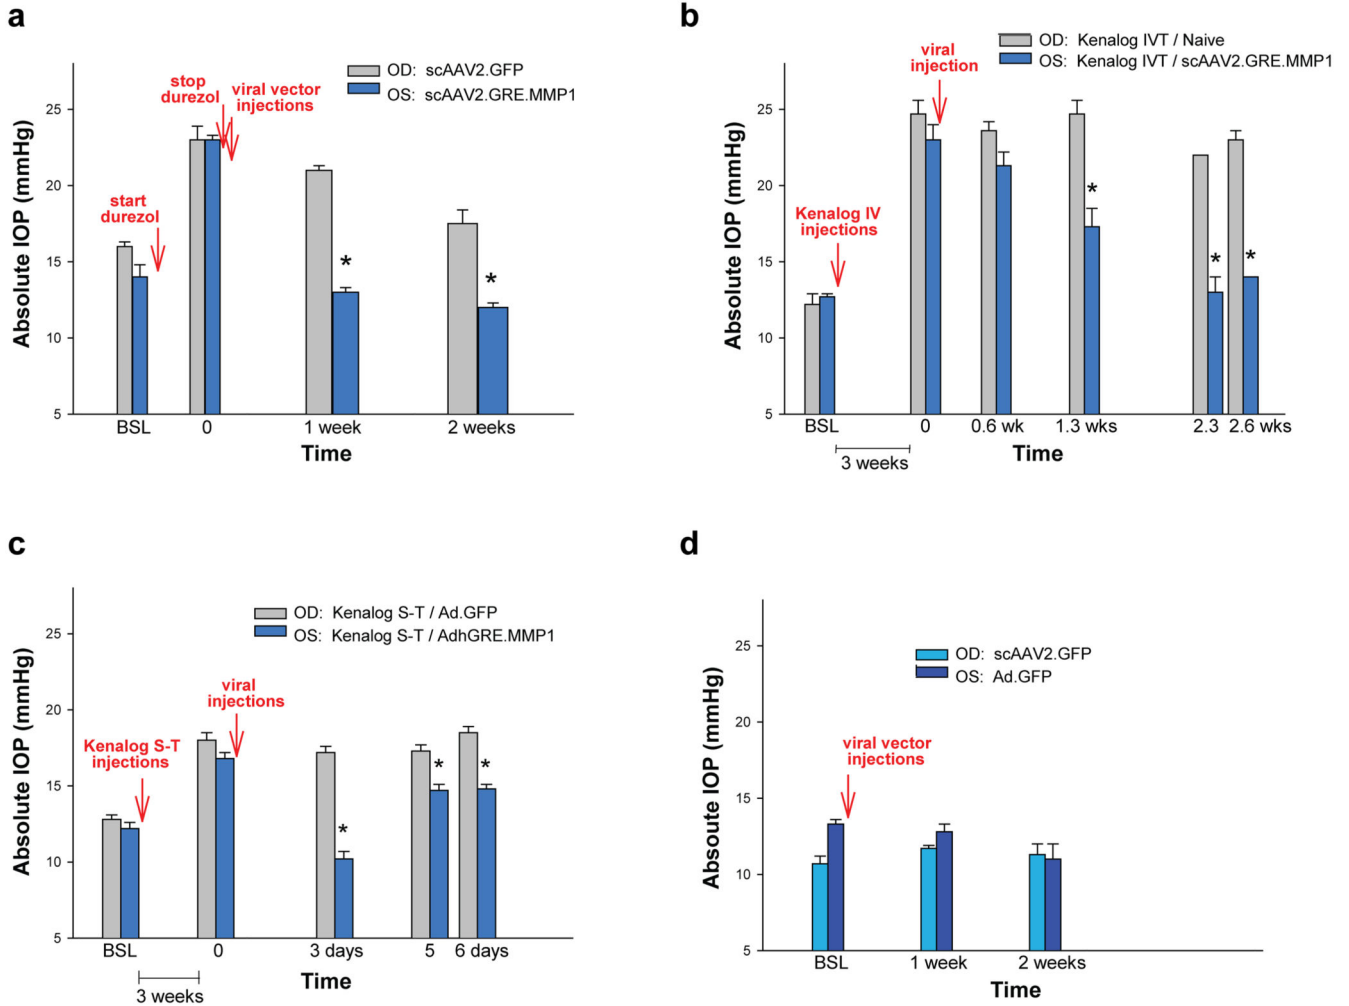 a
Absolute IOP (mmHg)
25
20
15
10
5
start
durezol
stop
durezol
viral vector
injections
OD: scAAV2.GFP
OS: scAAV2.GRE.MMP1
*
*
BSL
0
1 week
2 weeks
Time
b
Absolute IOP (mmHg)
25
20
15
10
5
Kenalog IV
injections
viral
injection
OD: Kenalog IVT / Naive
OS: Kenalog IVT / scAAV2.GRE.MMP1
*
*
*
BSL
0
0.6 wk
1.3 wks
2.3
2.6 wks
3 weeks
Time
c
Absolute IOP (mmHg)
25
20
15
10
5
Kenalog S-T
injections
viral
injections
OD: Kenalog S-T / Ad.GFP
OS: Kenalog S-T / AdhGRE.MMP1
*
*
*
BSL
0
3 days
5
6 days
3 weeks
Time
d
Absoute IOP (mmHg)
25
20
15
10
5
viral vector
injections
OD: scAAV2.GFP
OS: Ad.GFP
BSL
1 week
2 weeks
Time